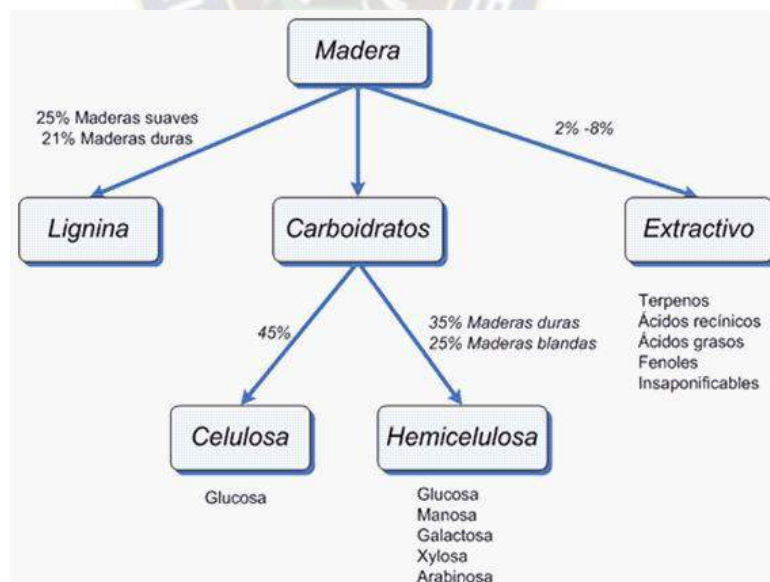 Madera
25% Maderas suaves
21% Maderas duras
2% -8%
Lignina
Carboidratos
Extractivo
Terpenos
Ácidos recínicos
Ácidos grasos
Fenoles
Insaponificables
45%
35% Maderas duras
25% Maderas blandas
Celulosa
Hemicelulosa
Glucosa
Glucosa
Manosa
Galactosa
Xylosa
Arabinosa